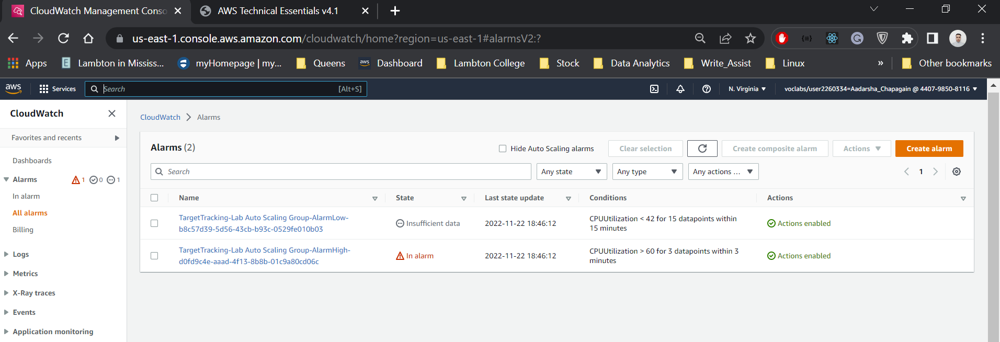 CloudWatch Management Conso
AWS Technical Essentials v4.1
us-east-1.console.aws.amazon.com/cloudwatch/home?region=us-east-1#alarmsV2:?
Apps
Lambton in Mississ...
myHomepage | my...
Queens
aws
Dashboard
Lambton College
Stock
Data Analytics
Write_Assist
Linux
»
Other bookmarks
aws
Services
Search
[Alt+S]
N. Virginia
voclabs/user2260334=Aadarsha_Chapagain @ 4407-9850-8116
CloudWatch
Favorites and recents
Dashboards
Alarms
1
0
1
In alarm
All alarms
Billing
Logs
Metrics
X-Ray traces
Events
Application monitoring
CloudWatch
Alarms
Alarms (2)
Hide Auto Scaling alarms
Clear selection
Create composite alarm
Actions
Create alarm
Search
Any state
Any type
Any actions ...
1
Name
State
Last state update
Conditions
Actions
TargetTracking-Lab Auto Scaling Group-AlarmLow-
b8c57d39-5d56-43cb-b93c-0529fe010b03
Insufficient data
2022-11-22 18:46:12
CPUUtilization < 42 for 15 datapoints within
15 minutes
Actions enabled
TargetTracking-Lab Auto Scaling Group-AlarmHigh-
d0fd9c4e-aaad-4f13-8b8b-01c9a80cd06c
In alarm
2022-11-22 18:46:12
CPUUtilization > 60 for 3 datapoints within 3
minutes
Actions enabled